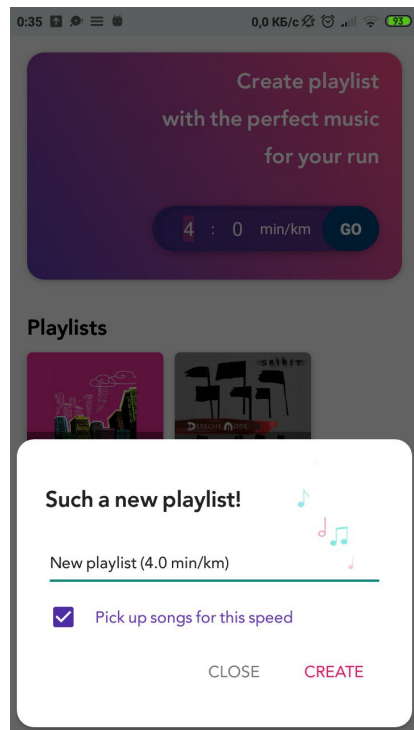 0:35
0,0 КБ/с
93
Create playlist
with the perfect music
for your run
4 : 0 min/km GO
Playlists
SPIRIT
DEPECHE MODE
Such a new playlist!
New playlist (4.0 min/km)
Pick up songs for this speed
CLOSE CREATE